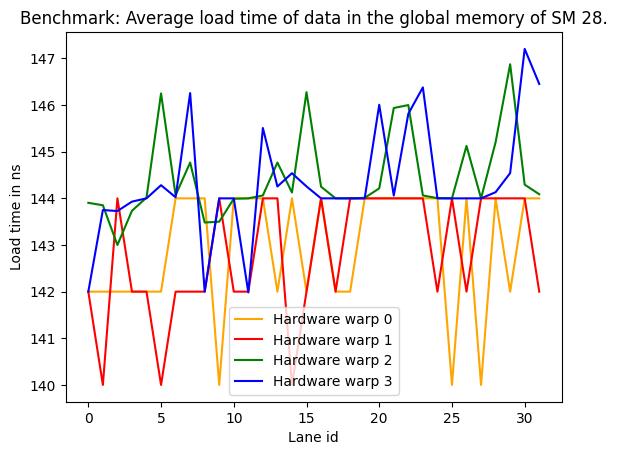 Benchmark: Average load time of data in the global memory of SM 28.
147
146
145
144
143
142
141
140
Load time in ns
Hardware warp 0
Hardware warp 1
Hardware warp 2
Hardware warp 3
0 5 10 15 20 25 30
Lane id